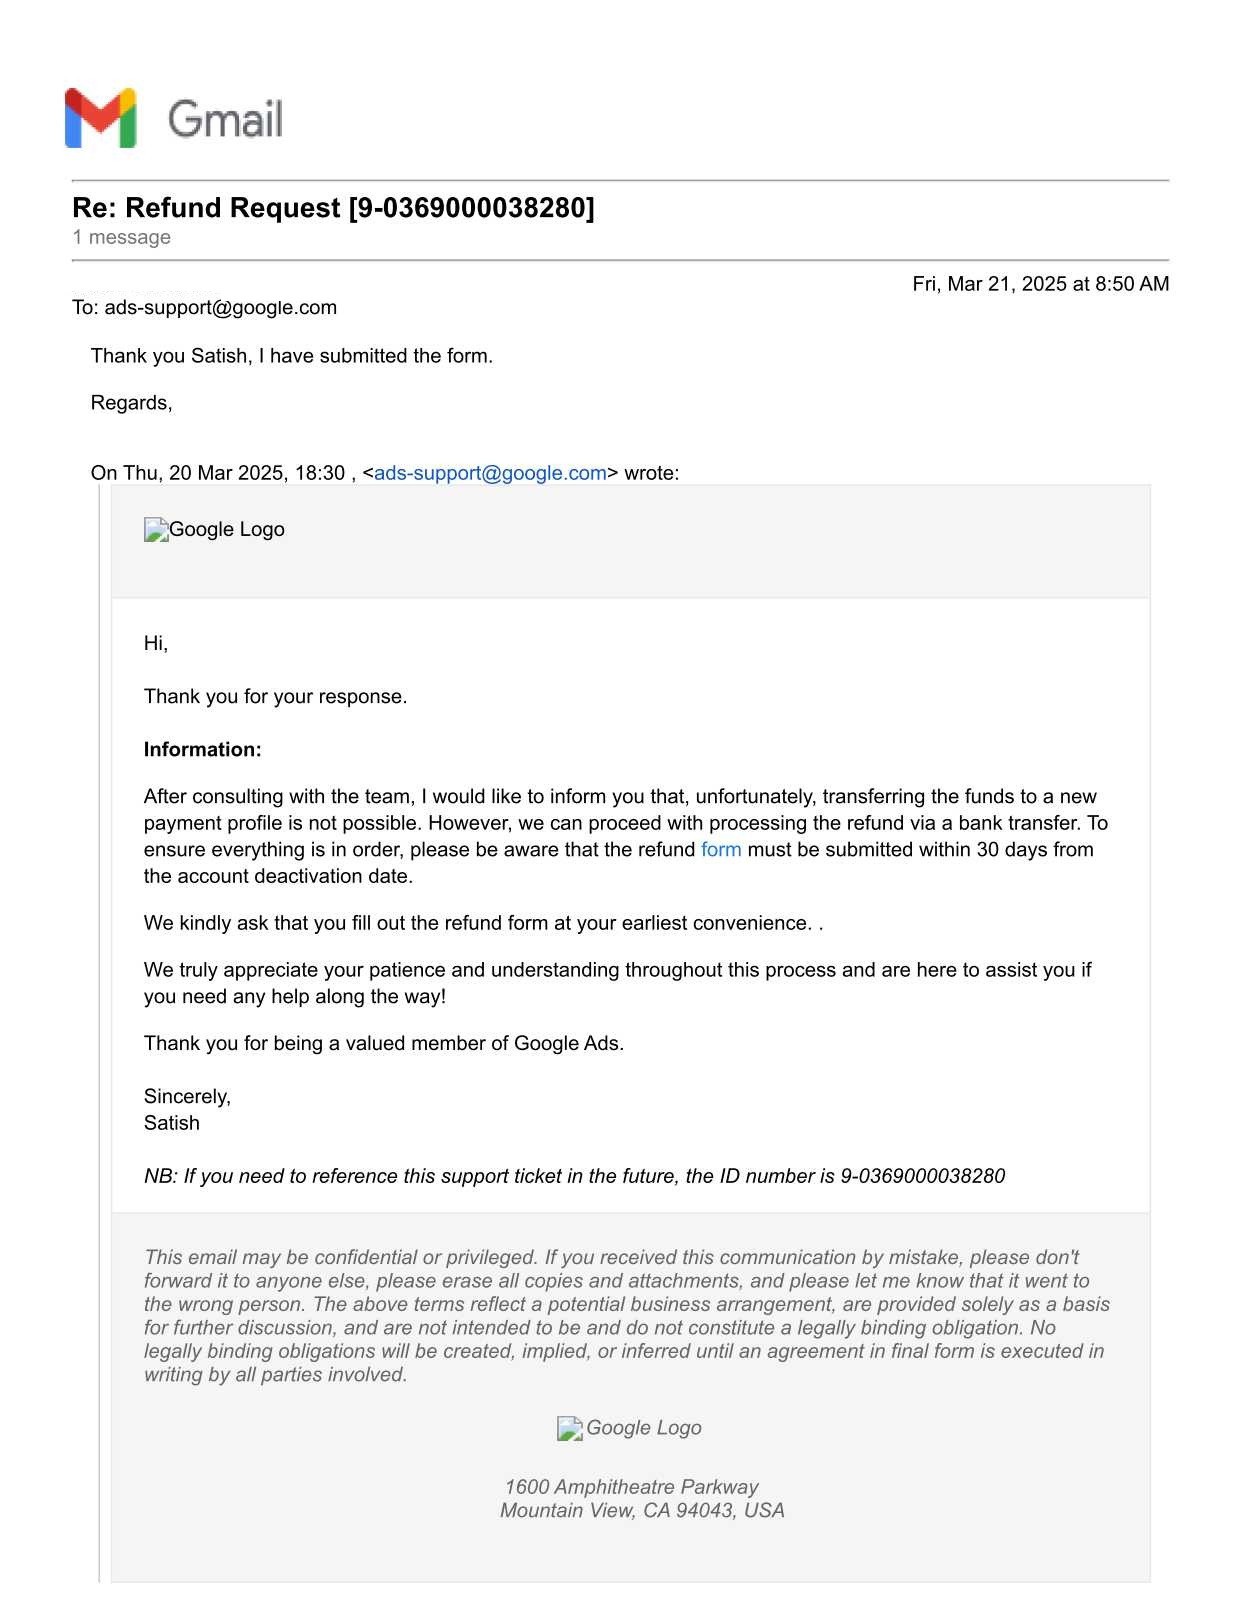 Gmail
Re: Refund Request [9-0369000038280]
1 message
Fri, Mar 21, 2025 at 8:50 AM
To: ads-support@google.com
Thank you Satish, I have submitted the form.
Regards,
On Thu, 20 Mar 2025, 18:30 , <ads-support@google.com> wrote:
Google Logo
Hi,
Thank you for your response.
Information:
After consulting with the team, I would like to inform you that, unfortunately, transferring the funds to a new
payment profile is not possible. However, we can proceed with processing the refund via a bank transfer. To
ensure everything is in order, please be aware that the refund form must be submitted within 30 days from
the account deactivation date.
We kindly ask that you fill out the refund form at your earliest convenience. .
We truly appreciate your patience and understanding throughout this process and are here to assist you if
you need any help along the way!
Thank you for being a valued member of Google Ads.
Sincerely,
Satish
NB: If you need to reference this support ticket in the future, the ID number is 9-0369000038280
This email may be confidential or privileged. If you received this communication by mistake, please don't
forward it to anyone else, please erase all copies and attachments, and please let me know that it went to
the wrong person. The above terms reflect a potential business arrangement, are provided solely as a basis
for further discussion, and are not intended to be and do not constitute a legally binding obligation. No
legally binding obligations will be created, implied, or inferred until an agreement in final form is executed in
writing by all parties involved.
Google Logo
1600 Amphitheatre Parkway
Mountain View, CA 94043, USA